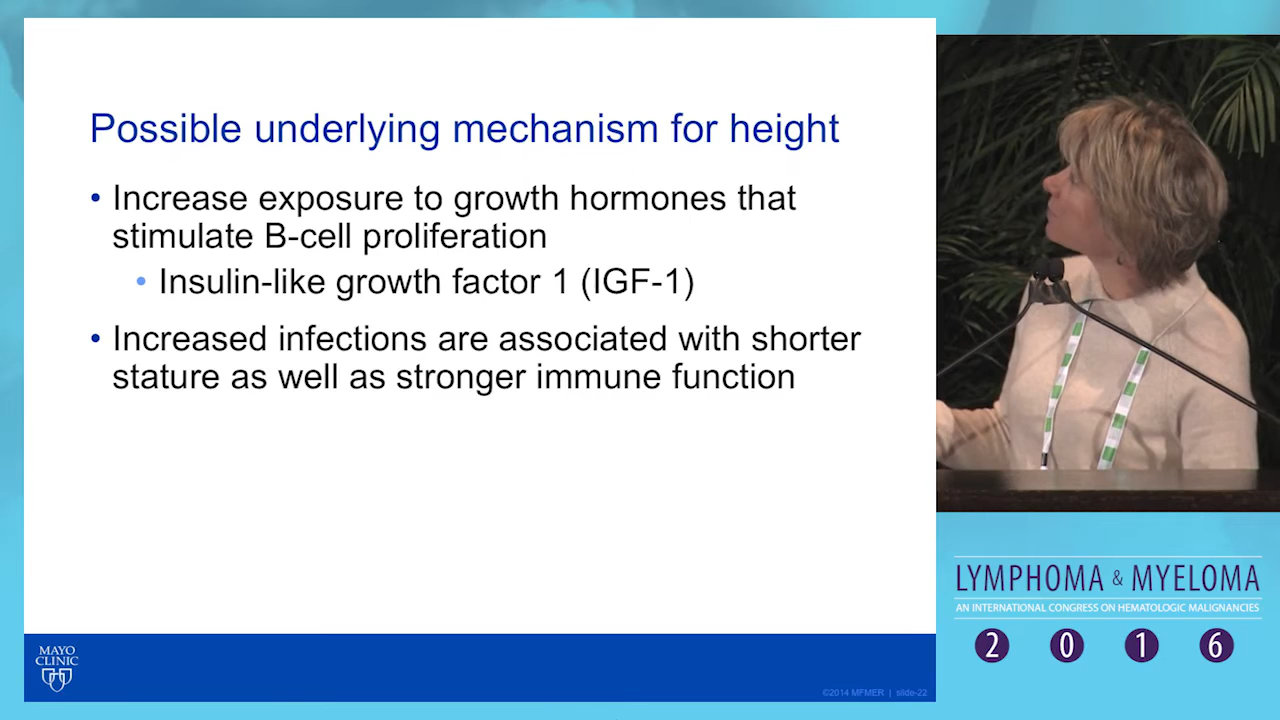 Possible underlying mechanism for height
• Increase exposure to growth hormones that
stimulate B-cell proliferation
• Insulin-like growth factor 1 (IGF-1)
• Increased infections are associated with shorter
stature as well as stronger immune function
MAYO
CLINIC
©2014 MFMER | slide-22
LYMPHOMA & MYELOMA
AN INTERNATIONAL CONGRESS ON HEMATOLOGIC MALIGNANCIES
2 0 1 6